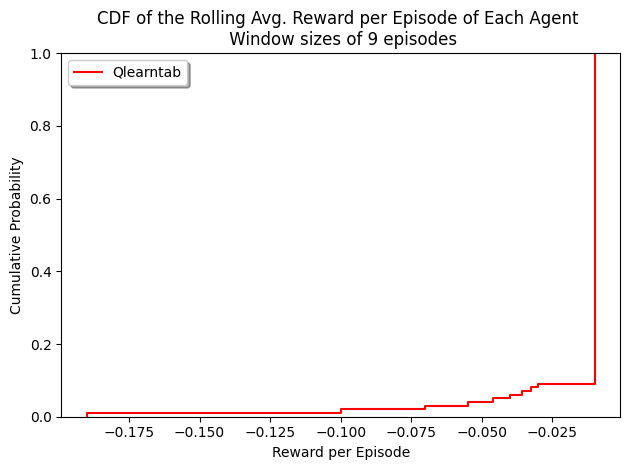 CDF of the Rolling Avg. Reward per Episode of Each Agent
Window sizes of 9 episodes
Qlearntab
Cumulative Probability
1.0
0.8
0.6
0.4
0.2
0.0
−0.175 −0.150 −0.125 −0.100 −0.075 −0.050 −0.025
Reward per Episode